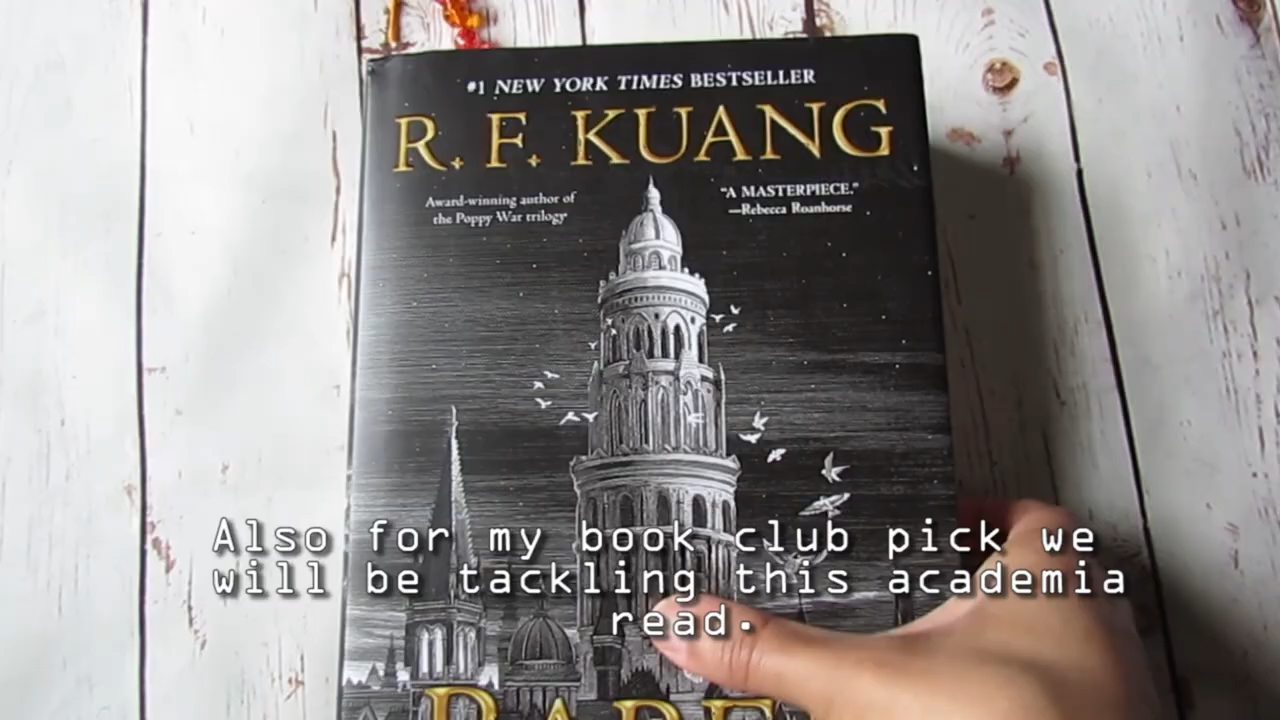 #1 NEW YORK TIMES BESTSELLER
R. F. KUANG
Award-winning author of
the Poppy War trilogy
"A MASTERPIECE."
—Rebecca Roanhorse
Also for my book club pick we
will be tackling this academia
read.